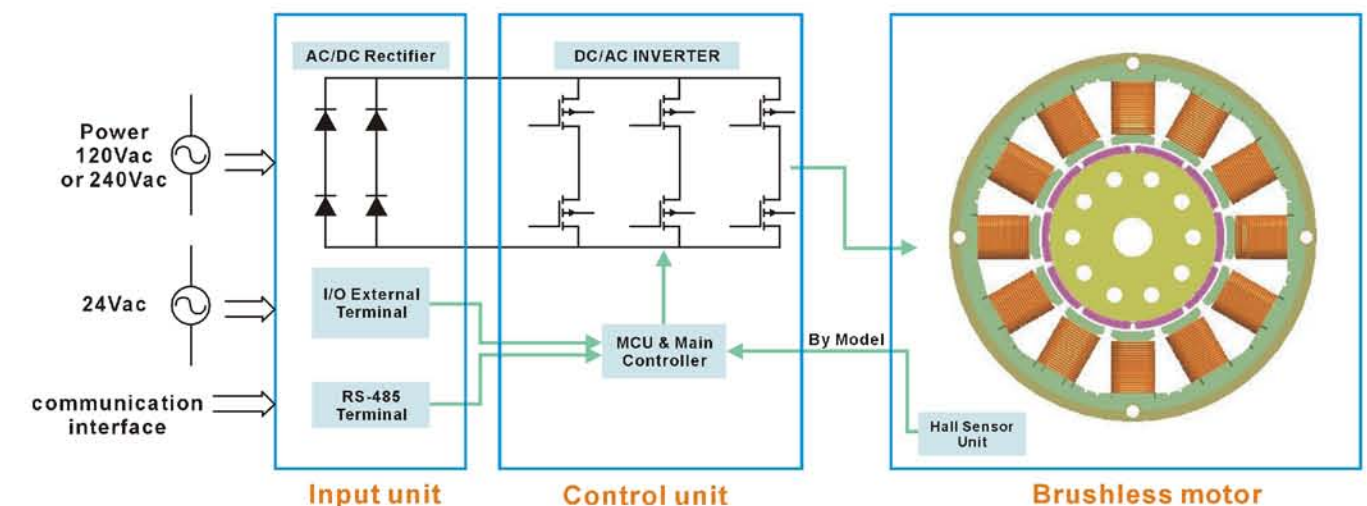 AC/DC Rectifier
DC/AC INVERTER
Power
120Vac
or 240Vac
24Vac
I/O External
Terminal
MCU & Main
Controller
By Model
communication
interface
RS-485
Terminal
Hall Sensor
Unit
Input unit
Control unit
Brushless motor